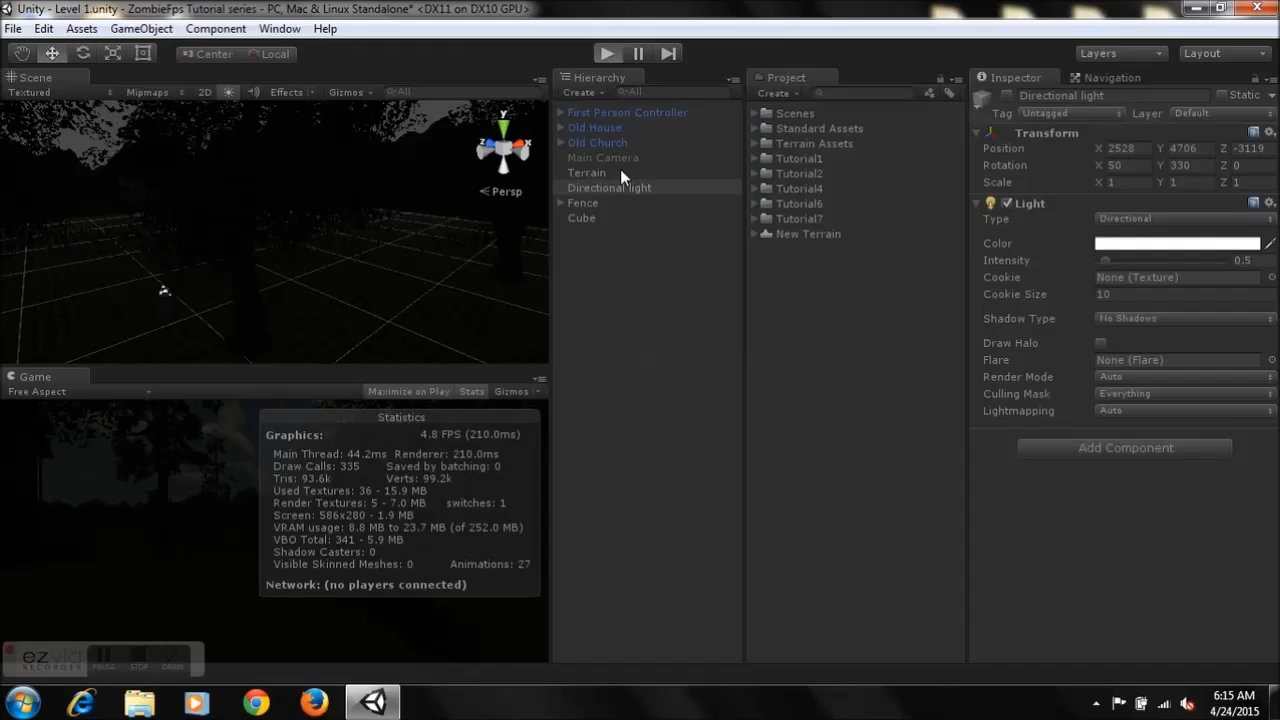 Unity - Level 1.unity - ZombieFps Tutorial series - PC, Mac & Linux Standalone* <DX11 on DX10 GPU>
File Edit Assets GameObject Component Window Help
Center Local Layers Layout
Scene
Textured Mipmaps 2D Effects Gizmos All
y
z x
Persp
Hierarchy
Create All
First Person Controller
Old House
Old Church
Main Camera
Terrain
Directional light
Fence
Cube
Project
Create
Scenes
Standard Assets
Terrain Assets
Tutorial1
Tutorial2
Tutorial4
Tutorial6
Tutorial7
New Terrain
Inspector Navigation
Directional light Static
Tag Untagged Layer Default
Transform
Position X 2528 Y 4706 Z -3119
Rotation X 50 Y 330 Z 0
Scale X 1 Y 1 Z 1
Light
Type Directional
Color
Intensity 0.5
Cookie None (Texture)
Cookie Size 10
Shadow Type No Shadows
Draw Halo
Flare None (Flare)
Render Mode Auto
Culling Mask Everything
Lightmapping Auto
Add Component
Game
Free Aspect Maximize on Play Stats Gizmos
Statistics
Graphics: 4.8 FPS (210.0ms)
Main Thread: 44.2ms Renderer: 210.0ms
Draw Calls: 335 Saved by batching: 0
Tris: 93.6k Verts: 99.2k
Used Textures: 36 - 15.9 MB
Render Textures: 5 - 7.0 MB switches: 1
Screen: 586x280 - 1.9 MB
VRAM usage: 8.8 MB to 23.7 MB (of 252.0 MB)
VBO Total: 341 - 5.9 MB
Shadow Casters: 0
Visible Skinned Meshes: 0 Animations: 27
Network: (no players connected)
ezvid
RECORDER PAUSE STOP DRAW
6:15 AM
4/24/2015